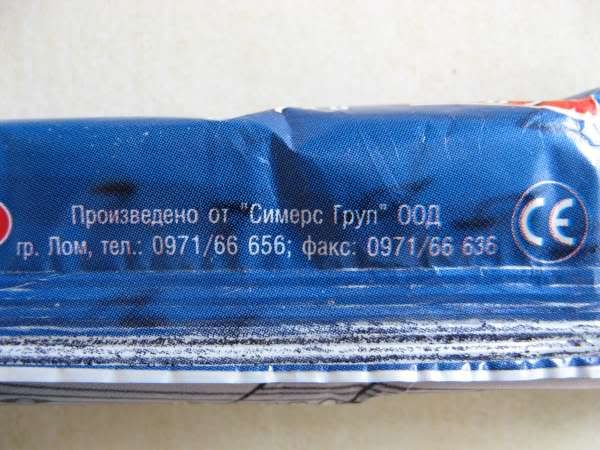 Произведено от "Симерс Груп" ООД
гр. Лом, тел.: 0971/66 656; факс: 0971/66 636
CE